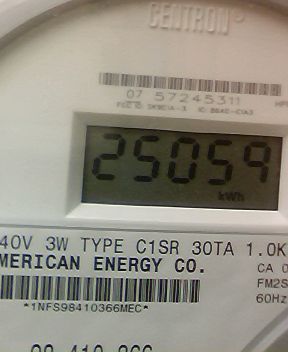 CENTRON®
07 57245311
25059
kWh
40V 3W TYPE C1SR 30TA 1.0K
MERICAN ENERGY CO.
CA 0
FM2S
*1NFS98410366MEC*
60Hz